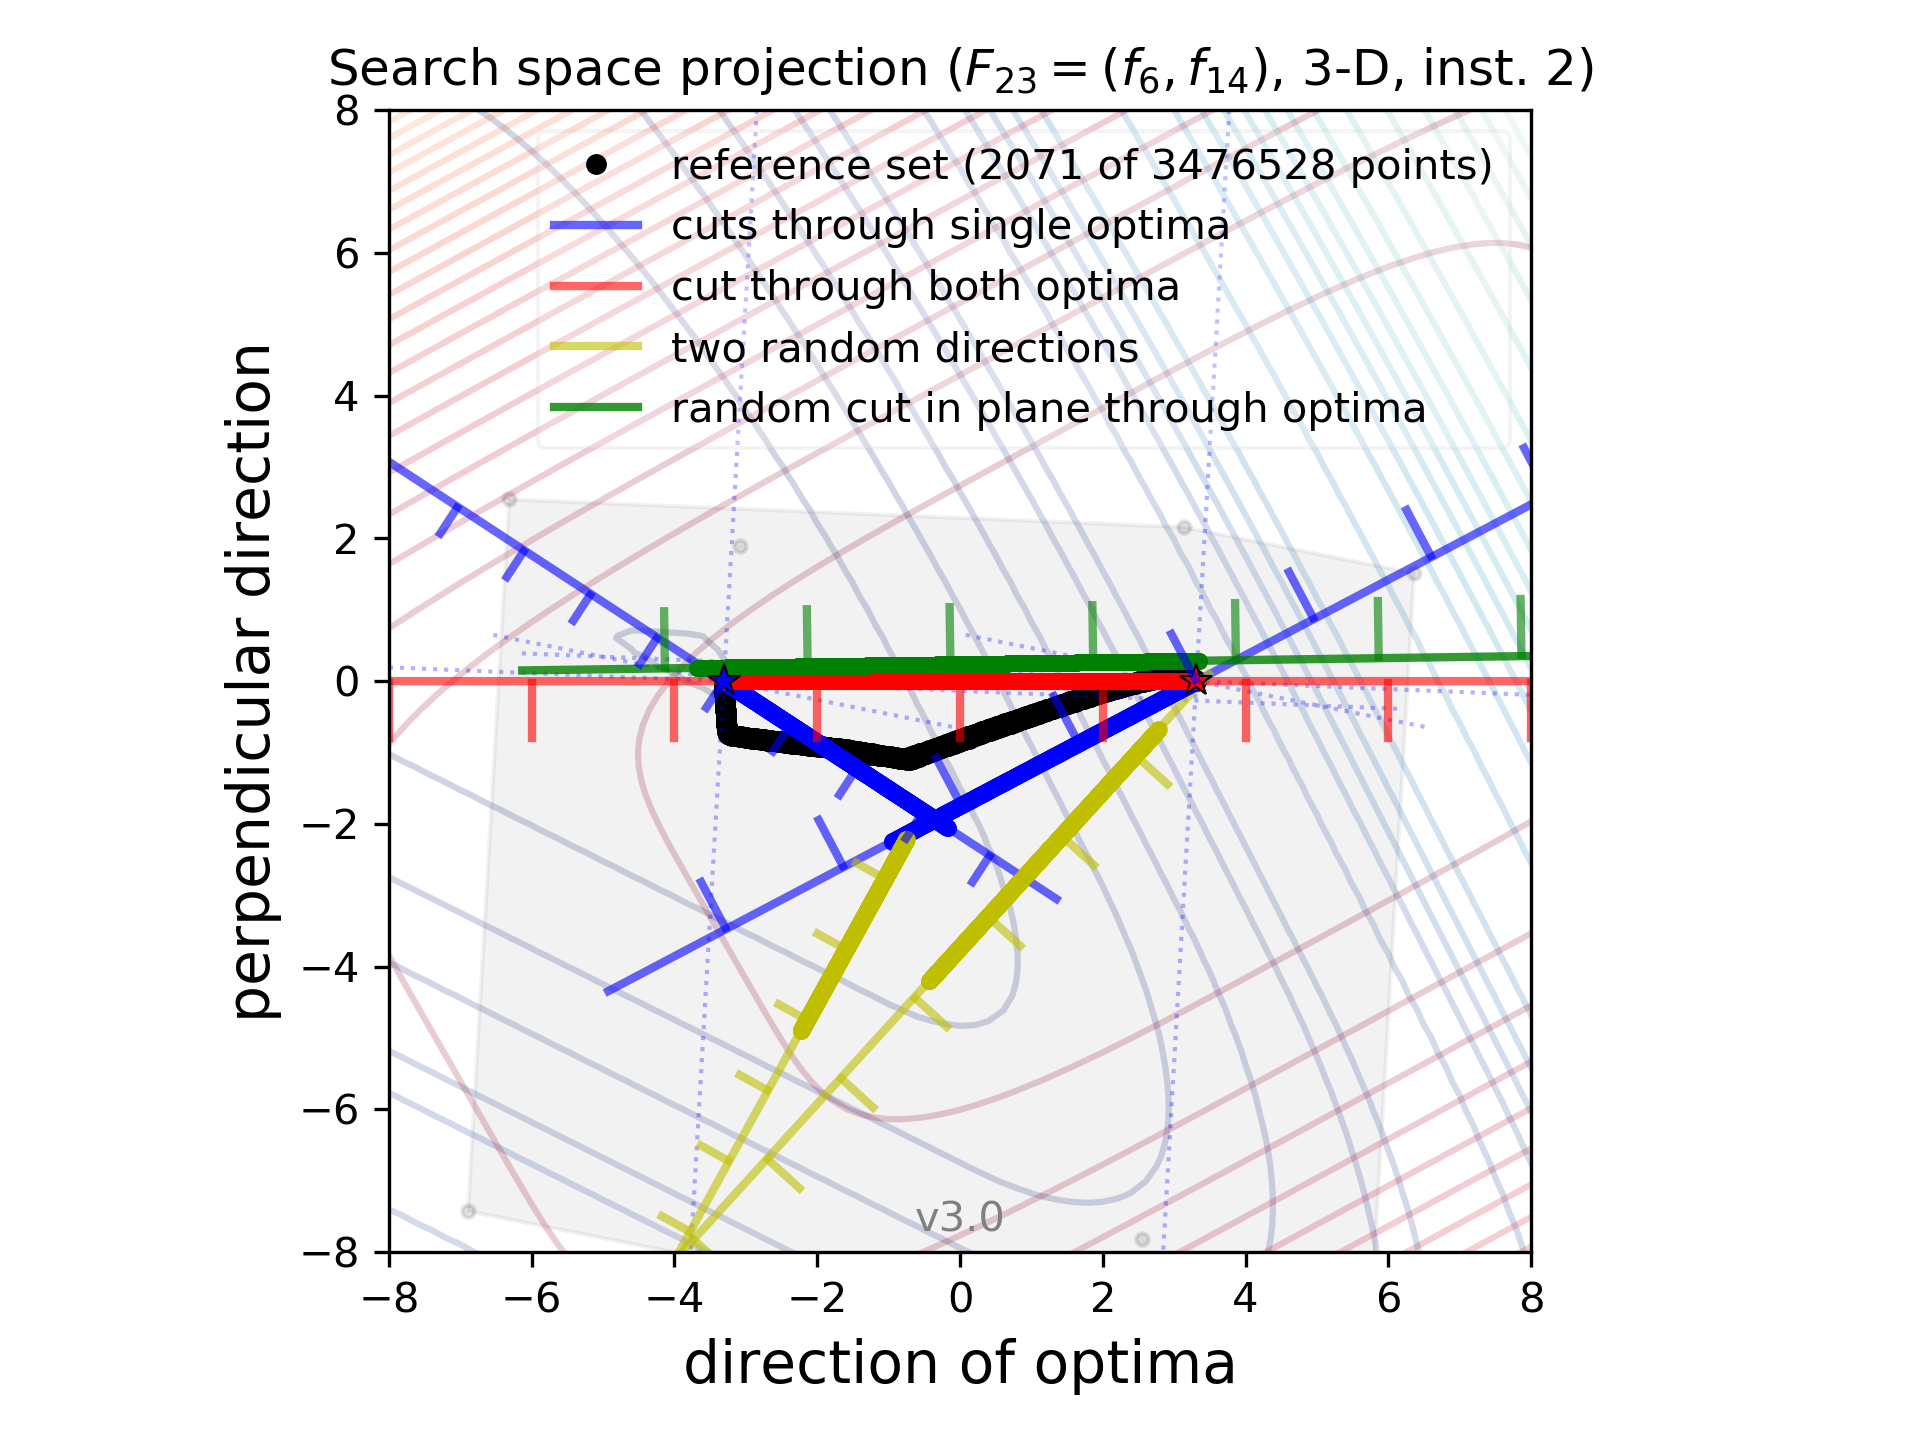 Search space projection (F₂₃ = (f₆, f₁₄), 3-D, inst. 2)
reference set (2071 of 3476528 points)
cuts through single optima
cut through both optima
two random directions
random cut in plane through optima
perpendicular direction
8
6
4
2
0
−2
−4
−6
−8
v3.0
−8 −6 −4 −2 0 2 4 6 8
direction of optima